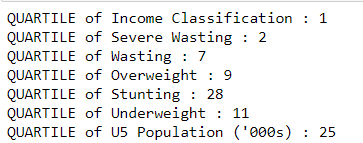 QUARTILE of Income Classification : 1
QUARTILE of Severe Wasting : 2
QUARTILE of Wasting : 7
QUARTILE of Overweight : 9
QUARTILE of Stunting : 28
QUARTILE of Underweight : 11
QUARTILE of U5 Population ('000s) : 25